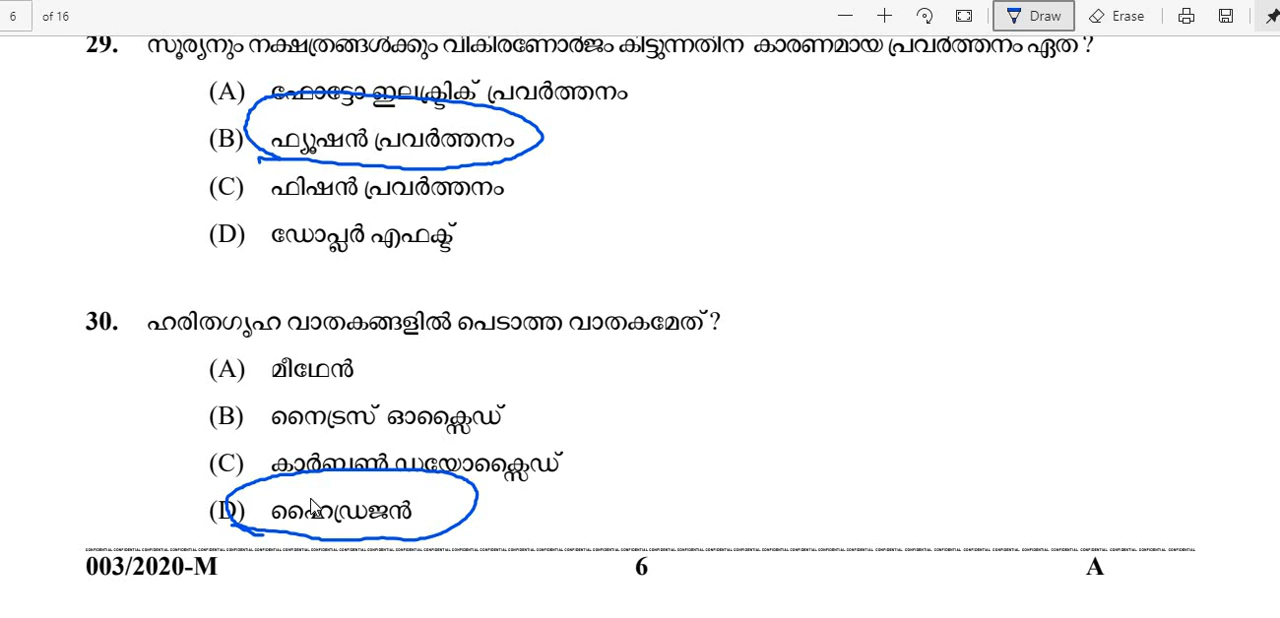 6 of 16 Draw Erase
29. സൂര്യനും നക്ഷത്രങ്ങൾക്കും വികിരണോർജം കിട്ടുന്നതിന കാരണമായ പ്രവർത്തനം ഏത ?
(A) ഫോട്ടോ ഇലക്ട്രിക് പ്രവർത്തനം
(B) ഫ്യൂഷൻ പ്രവർത്തനം
(C) ഫിഷൻ പ്രവർത്തനം
(D) ഡോപ്ലർ എഫക്ട്
30. ഹരിതഗൃഹ വാതകങ്ങളിൽ പെടാത്ത വാതകമേത് ?
(A) മീഥേൻ
(B) നൈട്രസ് ഓക്സൈഡ്
(C) കാർബൺ ഡയോക്സൈഡ്
(D) ഹൈഡ്രജൻ
003/2020-M 6 A